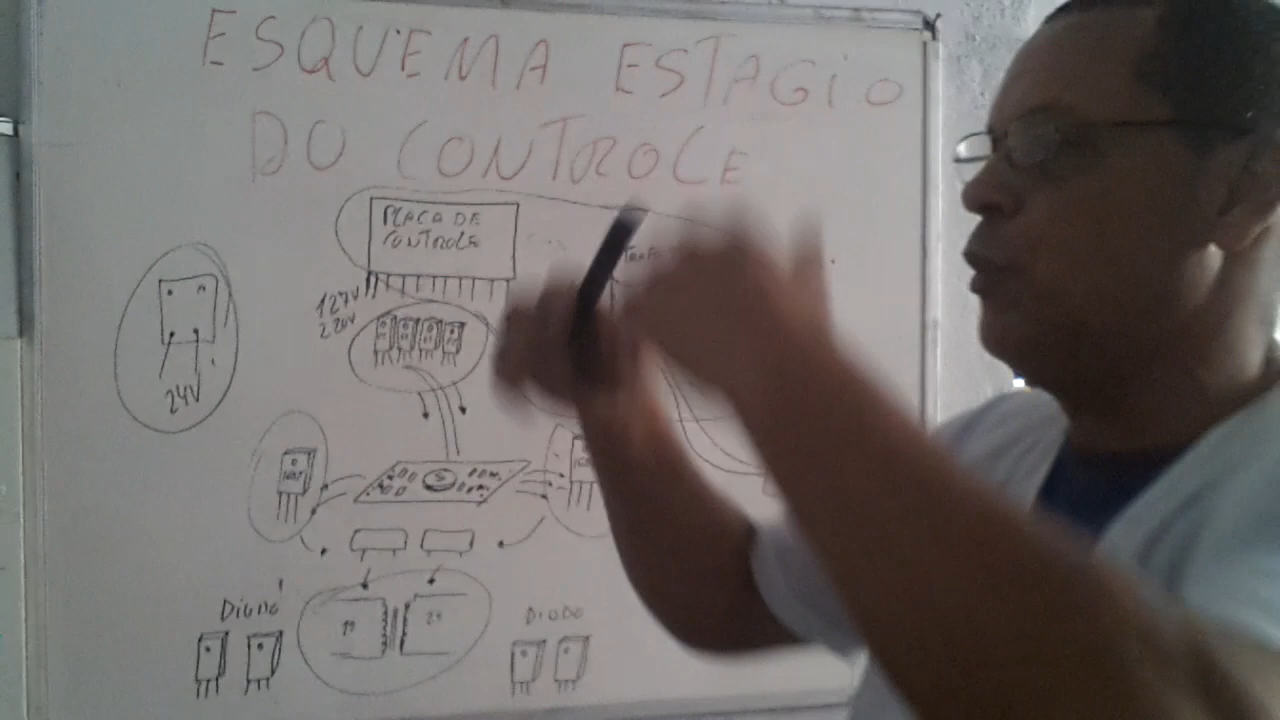 ESQUEMA ESTAGIO
DO CONTROLE
PLACA DE
CONTROLE
127V
220V
24V
DIODO
DIODO